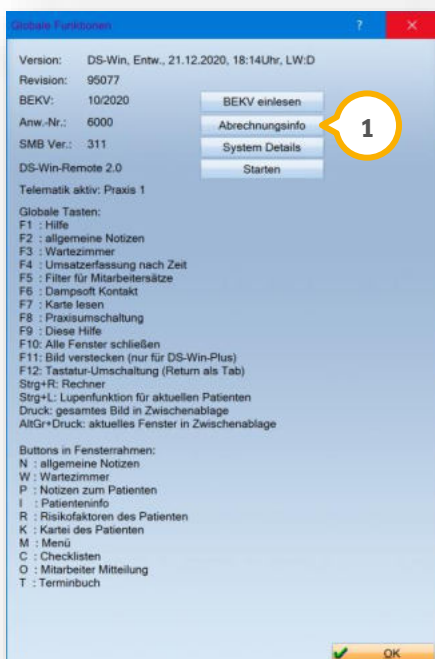 Globale Funktionen ? ×
Version: DS-Win, Entw., 21.12.2020, 18:14Uhr, LW:D
Revision: 95077
BEKV: 10/2020 BEKV einlesen
Anw.-Nr.: 6000 Abrechnungsinfo 1
SMB Ver.: 311 System Details
DS-Win-Remote 2.0 Starten
Telematik aktiv: Praxis 1
Globale Tasten:
F1 : Hilfe
F2 : allgemeine Notizen
F3 : Wartezimmer
F4 : Umsatzerfassung nach Zeit
F5 : Filter für Mitarbeitersätze
F6 : Dampsoft Kontakt
F7 : Karte lesen
F8 : Praxisumschaltung
F9 : Diese Hilfe
F10: Alle Fenster schließen
F11: Bild verstecken (nur für DS-Win-Plus)
F12: Tastatur-Umschaltung (Return als Tab)
Strg+R: Rechner
Strg+L: Lupenfunktion für aktuellen Patienten
Druck: gesamtes Bild in Zwischenablage
AltGr+Druck: aktuelles Fenster in Zwischenablage
Buttons in Fensterrahmen:
N : allgemeine Notizen
W : Wartezimmer
P : Notizen zum Patienten
I : Patienteninfo
R : Risikofaktoren des Patienten
K : Kartei des Patienten
M : Menü
C : Checklisten
O : Mitarbeiter Mitteilung
T : Terminbuch
OK